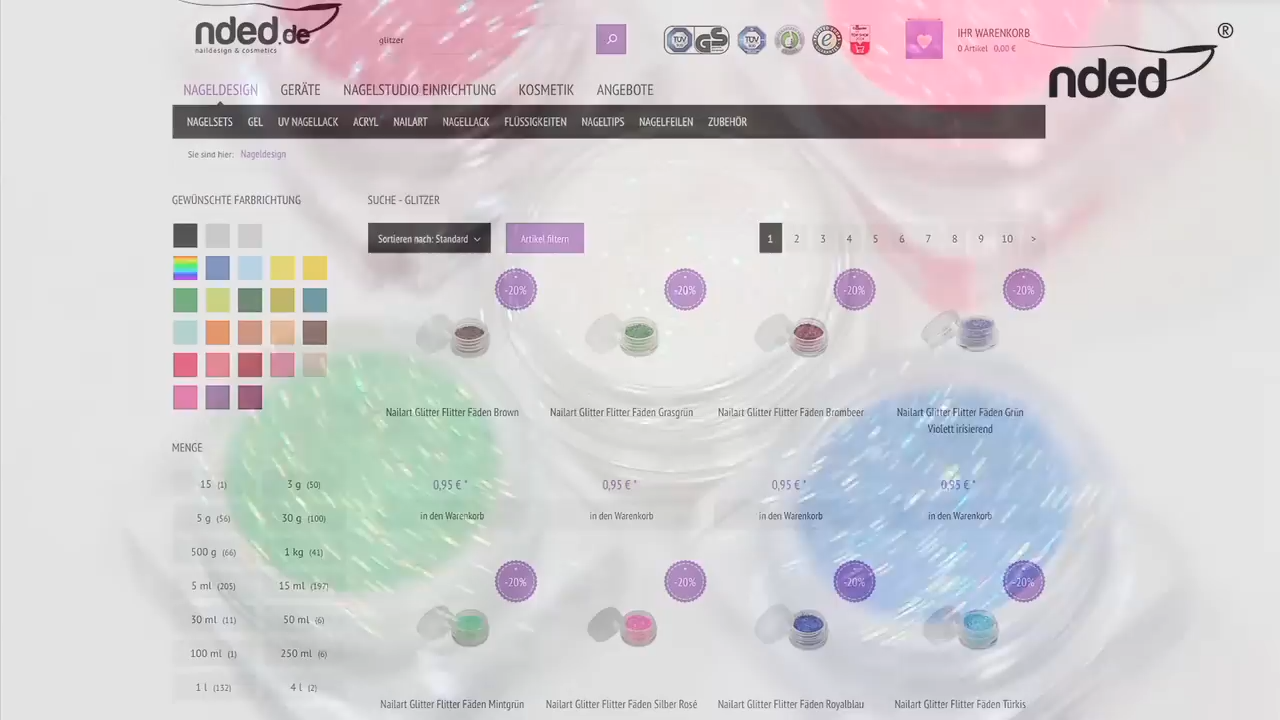 nded.de
naildesign & cosmetics
glitzer
TÜV GS TÜV e
IHR WARENKORB
0 Artikel 0,00 €
nded®
NAGELDESIGN GERÄTE NAGELSTUDIO EINRICHTUNG KOSMETIK ANGEBOTE
NAGELSETS GEL UV NAGELLACK ACRYL NAILART NAGELLACK FLÜSSIGKEITEN NAGELTIPS NAGELFEILEN ZUBEHÖR
Sie sind hier: Nageldesign
GEWÜNSCHTE FARBRICHTUNG
SUCHE - GLITZER
Sortieren nach: Standard
Artikel filtern
1 2 3 4 5 6 7 8 9 10 >
-20% -20% -20% -20%
Nailart Glitter Flitter Fäden Brown
Nailart Glitter Flitter Fäden Grasgrün
Nailart Glitter Flitter Fäden Brombeer
Nailart Glitter Flitter Fäden Grün
Violett irisierend
0,95 € * 0,95 € * 0,95 € * 0,95 € *
in den Warenkorb in den Warenkorb in den Warenkorb in den Warenkorb
MENGE
15 (1) 3 g (50)
5 g (56) 30 g (100)
500 g (66) 1 kg (41)
5 ml (205) 15 ml (197)
30 ml (11) 50 ml (6)
100 ml (1) 250 ml (6)
1 l (132) 4 l (2)
-20% -20% -20% -20%
Nailart Glitter Flitter Fäden Mintgrün
Nailart Glitter Flitter Fäden Silber Rosé
Nailart Glitter Flitter Fäden Royalblau
Nailart Glitter Flitter Fäden Türkis